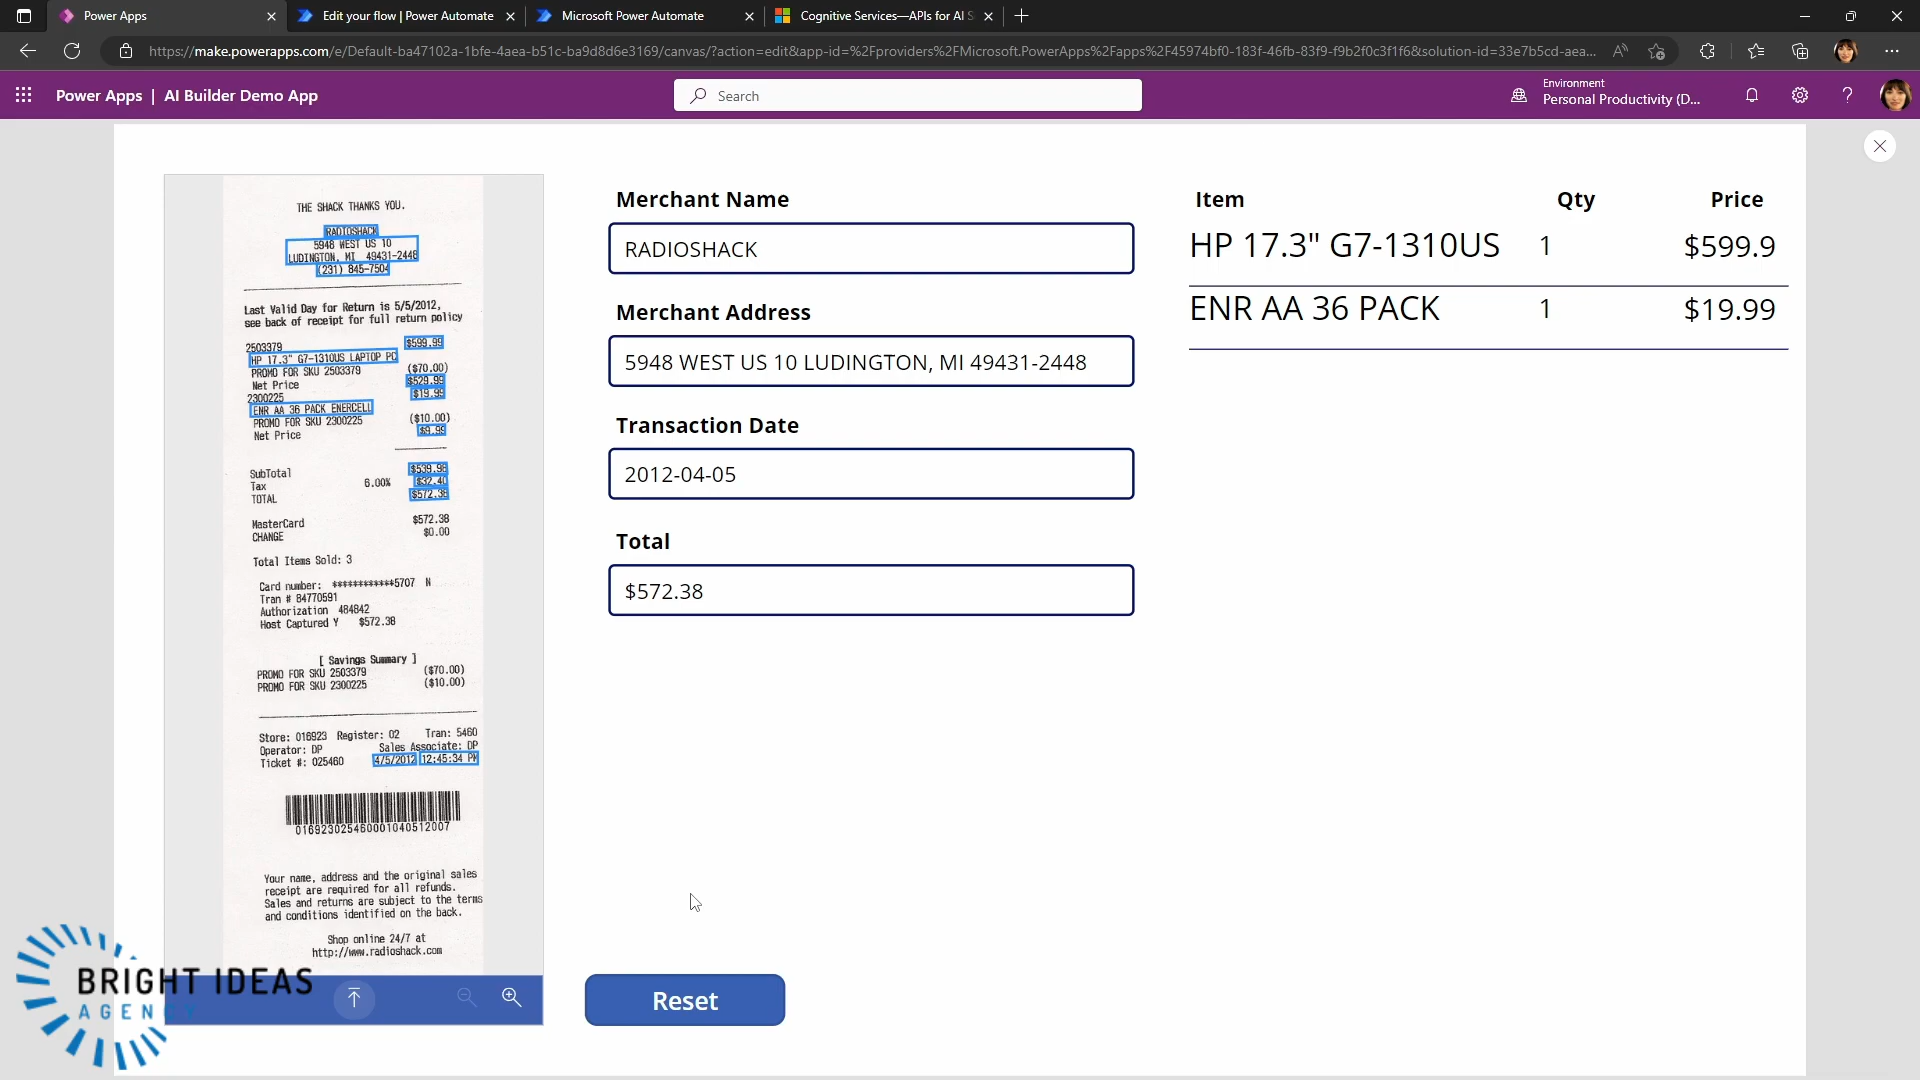 Power Apps
Edit your flow | Power Automate
Microsoft Power Automate
Cognitive Services—APIs for AI S
https://make.powerapps.com/e/Default-ba47102a-1bfe-4aea-b51c-ba9d8d6e3169/canvas/?action=edit&app-id=%2Fproviders%2FMicrosoft.PowerApps%2Fapps%2F45974bf0-183f-46fb-83f9-f9b2f0c3f1f6&solution-id=33e7b5cd-aea...
Power Apps | AI Builder Demo App
Search
Environment
Personal Productivity (D...
THE SHACK THANKS YOU.
RADIOSHACK
5948 WEST US 10
LUDINGTON, MI 49431-2448
(231) 845-7504
Last Valid Day for Return is 5/5/2012,
see back of receipt for full return policy
2503379 $599.99
HP 17.3" G7-1310US LAPTOP PC
PROMO FOR SKU 2503379 ($70.00)
Net Price $529.99
2300225 $19.99
ENR AA 36 PACK ENERCELL
PROMO FOR SKU 2300225 ($10.00)
Net Price $9.99
SubTotal $539.98
Tax 6.00% $32.40
TOTAL $572.38
MasterCard $572.38
CHANGE $0.00
Total Items Sold: 3
Card number: ************5707 N
Tran # 84770591
Authorization 484842
Host Captured Y $572.38
[ Savings Summary ]
PROMO FOR SKU 2503379 ($70.00)
PROMO FOR SKU 2300225 ($10.00)
Store: 016923 Register: 02 Tran: 5460
Operator: DP Sales Associate: DP
Ticket #: 025460 4/5/2012 12:45:34 PM
016923025460001040512007
Your name, address and the original sales
receipt are required for all refunds.
Sales and returns are subject to the terms
and conditions identified on the back.
Shop online 24/7 at
http://www.radioshack.com
Merchant Name
RADIOSHACK
Merchant Address
5948 WEST US 10 LUDINGTON, MI 49431-2448
Transaction Date
2012-04-05
Total
$572.38
Item Qty Price
HP 17.3" G7-1310US 1 $599.9
ENR AA 36 PACK 1 $19.99
Reset
BRIGHT IDEAS
AGENCY